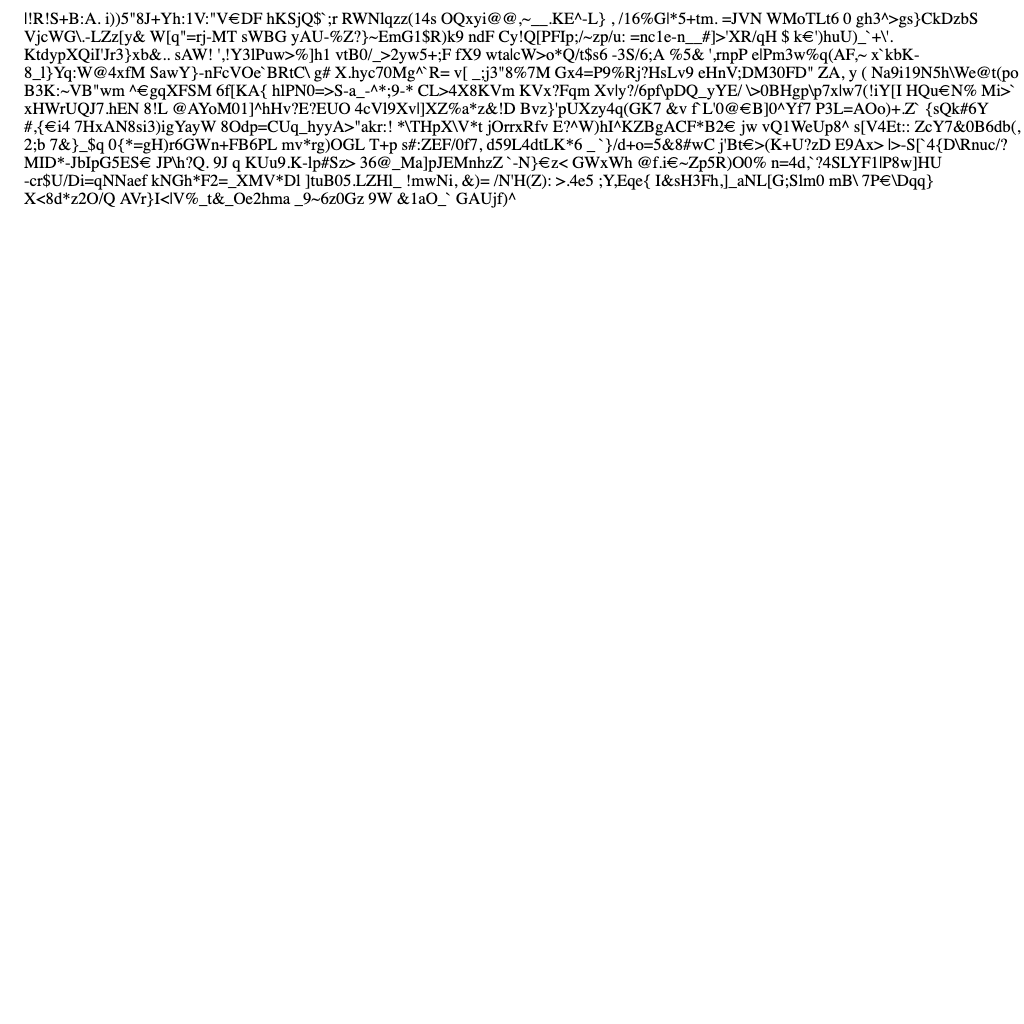 |!R!S+B:A. i))5"8J+Yh:1V:"V€DF hKSjQ$`;r RWNlqzz(14s OQxyi@@,~__.KE^-L} , /16%G|*5+tm. =JVN WMoTLt6 0 gh3^>gs}CkDzbS
VjcWG\.-LZz[y& W[q"=rj-MT sWBG yAU-%Z?}~EmG1$R)k9 ndF Cy!Q[PFIp;/~zp/u: =nc1e-n__#]>'XR/qH $ k€')huU)_`+\'.
KtdypXQiI'Jr3}xb&.. sAW! ',!Y3lPuw>%]h1 vtB0/_>2yw5+;F fX9 wta|cW>o*Q/t$s6 -3S/6;A %5& ',rnpP e|Pm3w%q(AF,~ x`kbK-
8_l}Yq:W@4xfM SawY}-nFcVOe`BRtC\ g# X.hyc70Mg^`R= v[ _;j3"8%7M Gx4=P9%Rj?HsLv9 eHnV;DM30FD" ZA, y ( Na9i19N5h\We@t(po
B3K:~VB"wm ^€gqXFSM 6f[KA{ hlPN0=>S-a_-^*;9-* CL>4X8KVm KVx?Fqm Xv|y?/6pf\pDQ_yYE/ \>0BHgp\p7x|w7(!iY[I HQu€N% Mi>`
xHWrUQJ7.hEN 8!L @AYoM01]^hHv?E?EUO 4cVl9Xv|]XZ%a*z&!D Bvz}'pUXzy4q(GK7 &v f`L'0@€B]0^Yf7 P3L=AOo)+.Z` {sQk#6Y
#,{€i4 7HxAN8si3)igYayW 8Odp=CUq_hyyA>"akr:! *\THpX\V*t jOrrxRfv E?^W)hI^KZBgACF*B2€ jw vQ1WeUp8^ s[V4Et:: ZcY7&0B6db(,
2;b 7&}_$q 0{*=gH)r6GWn+FB6PL mv*rg)OGL T+p s#:ZEF/0f7, d59L4dtLK*6 _`}/d+o=5&8#wC j'Bt€>(K+U?zD E9Ax> |>-S[`4{D\Rnuc/?
MID*-JbIpG5ES€ JP\h?Q. 9J q KUu9.K-lp#Sz> 36@_Ma]pJEMnhzZ `-N}€z< GWxWh @f.i€~Zp5R)O0% n=4d,`?4SLYF1lP8w]HU
-cr$U/Di=qNNaef kNGh*F2=_XMV*Dl ]tuB05.LZHl_ !mwNi, &)= /N'H(Z): >.4e5 ;Y,Eqe{ I&sH3Fh,]_aNL[G;Slm0 mB\ 7P€\Dqq}
X<8d*z2O/Q AVr}I<|V%_t&_Oe2hma _9~6z0Gz 9W &1aO_` GAUjf)^